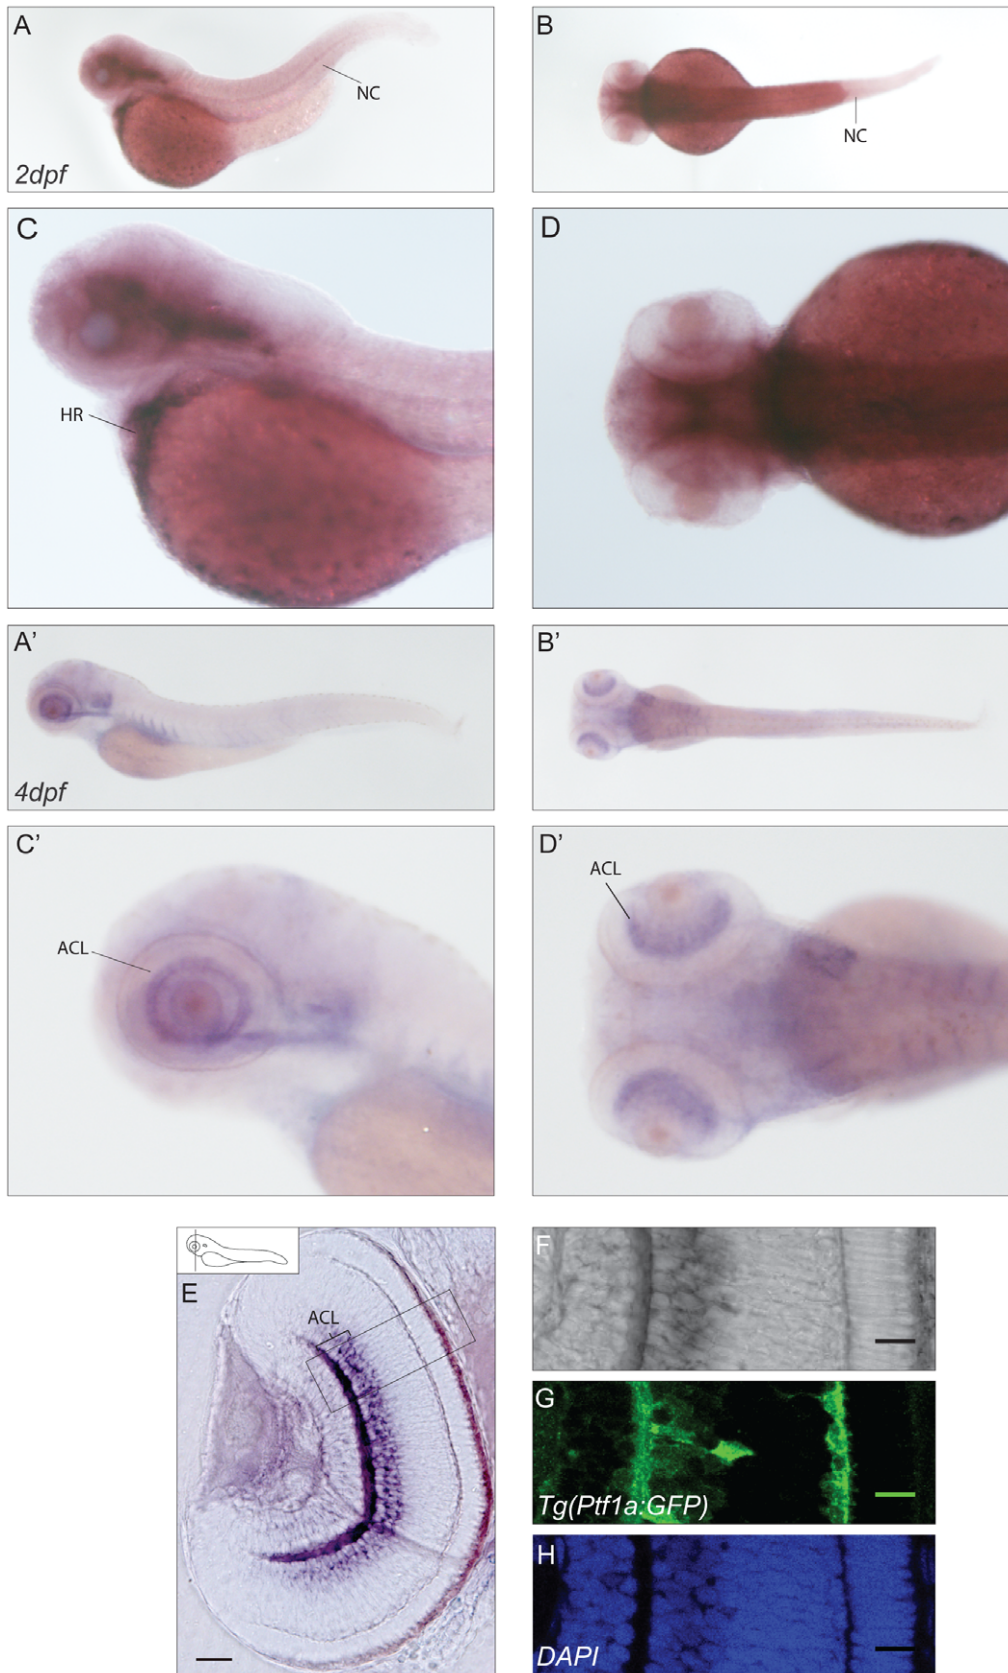 A
NC
2dpf
B
NC
C
HR
D
A'
4dpf
B'
C'
ACL
D'
ACL
E
ACL
F
G
Tg(Ptf1a:GFP)
H
DAPI